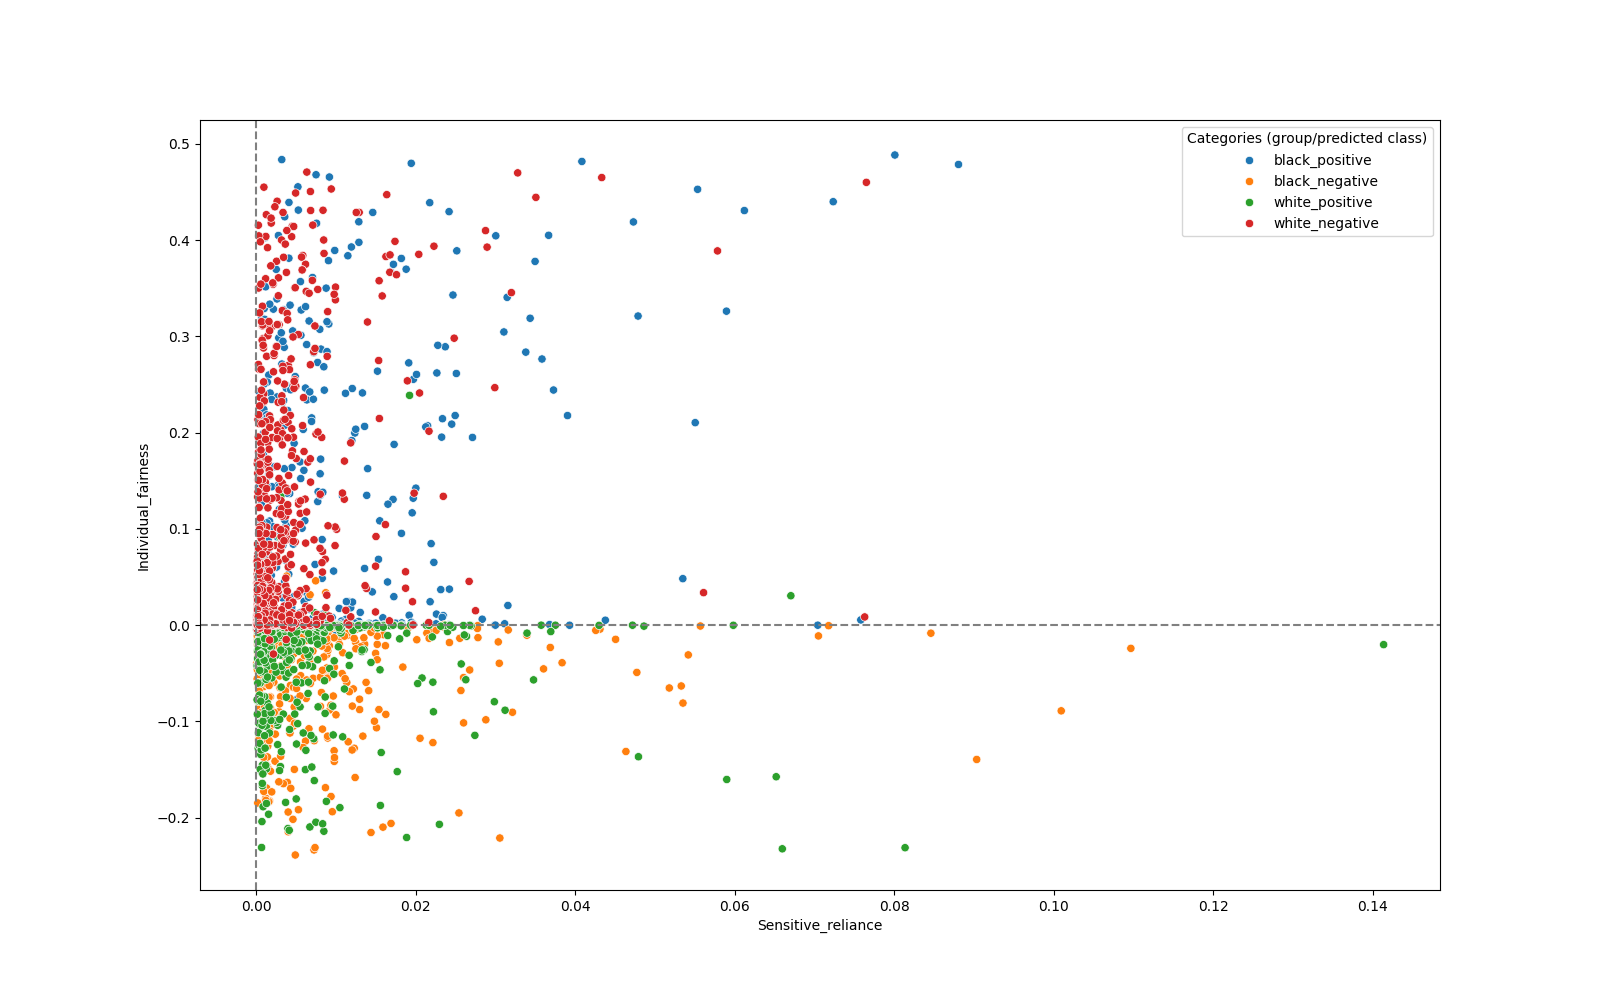 Categories (group/predicted class)
black_positive
black_negative
white_positive
white_negative
0.5
0.4
0.3
0.2
0.1
0.0
−0.1
−0.2
Individual_fairness
0.00 0.02 0.04 0.06 0.08 0.10 0.12 0.14
Sensitive_reliance